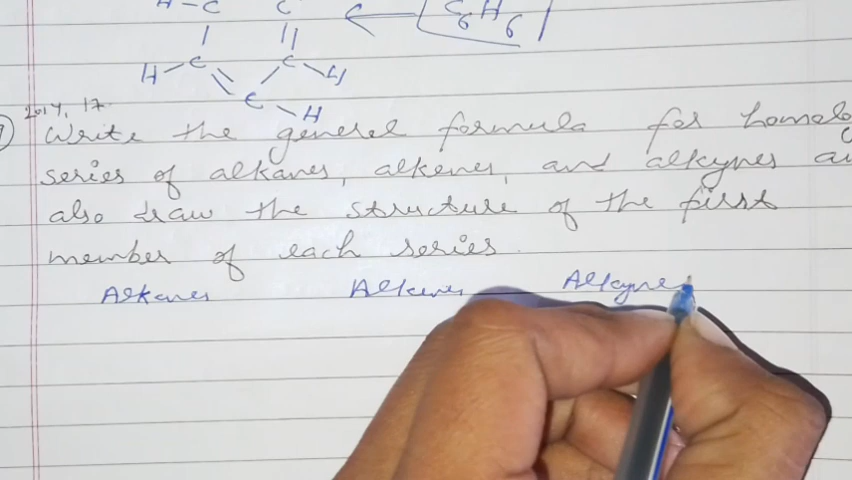 H-C C C6H6
H C C H
C H
2014, 17
Write the general formula for homolo
series of alkanes, alkenes, and alkynes an
also draw the structure of the first
member of each series.
Alkanes Alkenes Alkynes